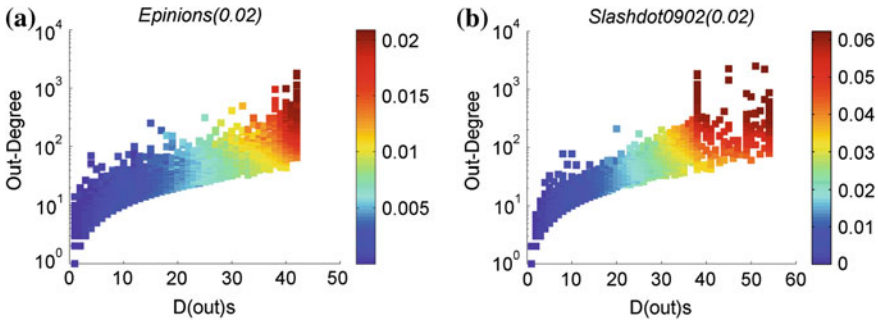 (a)
Epinions(0.02)
10^4
10^3
10^2
10^1
10^0
Out-Degree
0 10 20 30 40 50
D(out)s
0.02
0.015
0.01
0.005
(b)
Slashdot0902(0.02)
10^4
10^3
10^2
10^1
10^0
Out-Degree
0 10 20 30 40 50 60
D(out)s
0.06
0.05
0.04
0.03
0.02
0.01
0